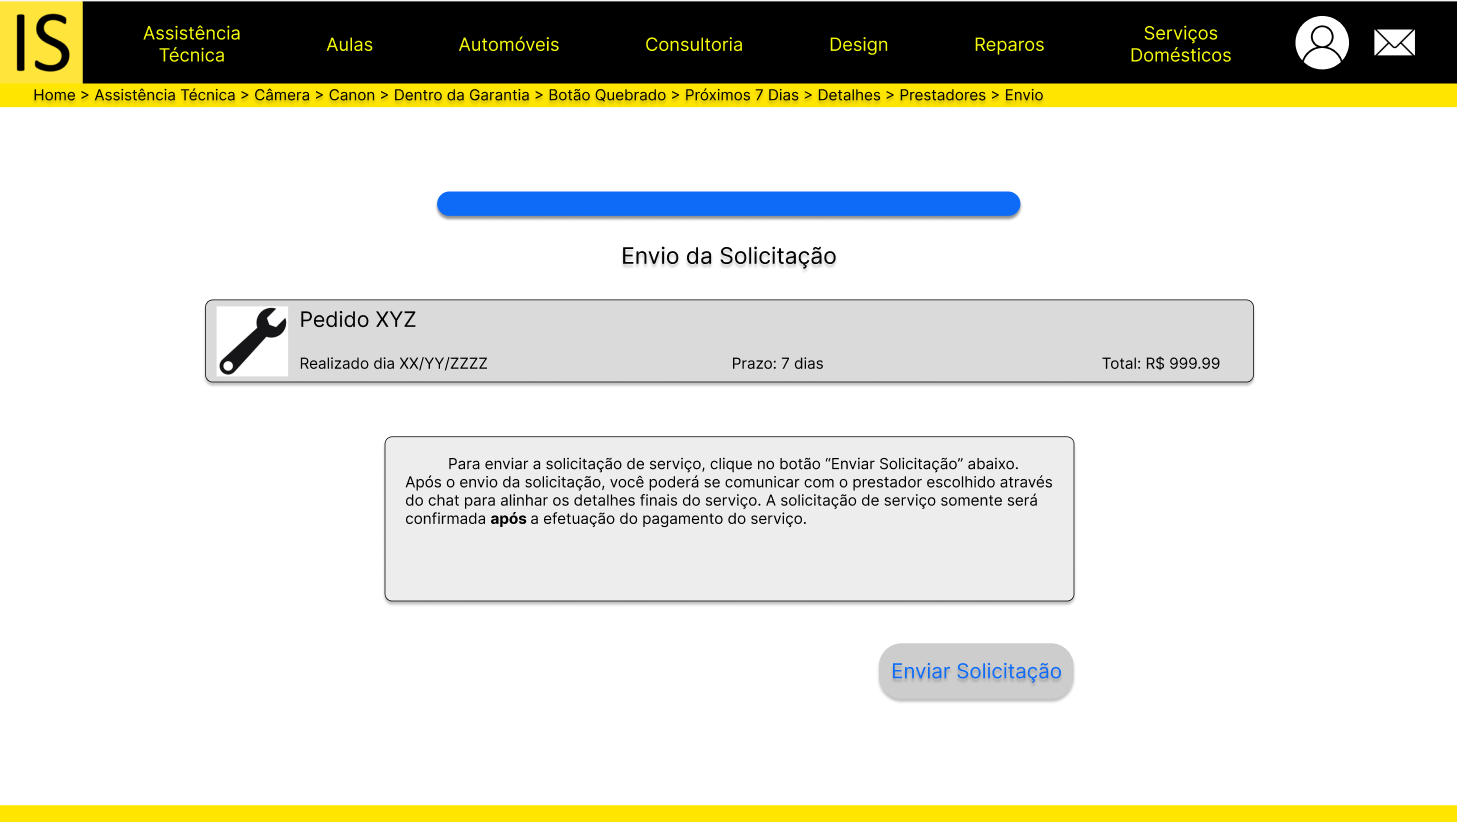 IS
Assistência
Técnica
Aulas
Automóveis
Consultoria
Design
Reparos
Serviços
Domésticos
Home > Assistência Técnica > Câmera > Canon > Dentro da Garantia > Botão Quebrado > Próximos 7 Dias > Detalhes > Prestadores > Envio
Envio da Solicitação
Pedido XYZ
Realizado dia XX/YY/ZZZZ
Prazo: 7 dias
Total: R$ 999.99
Para enviar a solicitação de serviço, clique no botão “Enviar Solicitação” abaixo.
Após o envio da solicitação, você poderá se comunicar com o prestador escolhido através
do chat para alinhar os detalhes finais do serviço. A solicitação de serviço somente será
confirmada após a efetuação do pagamento do serviço.
Enviar Solicitação